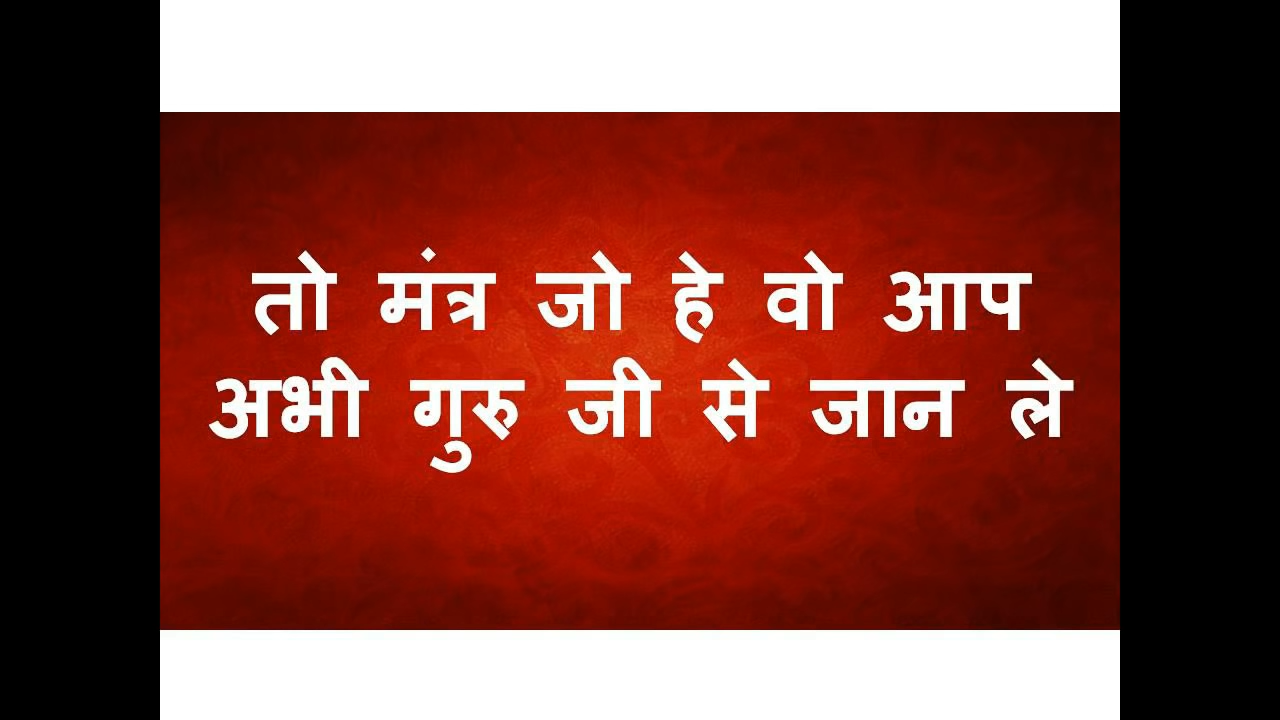 तो मंत्र जो हे वो आप
अभी गुरु जी से जान ले